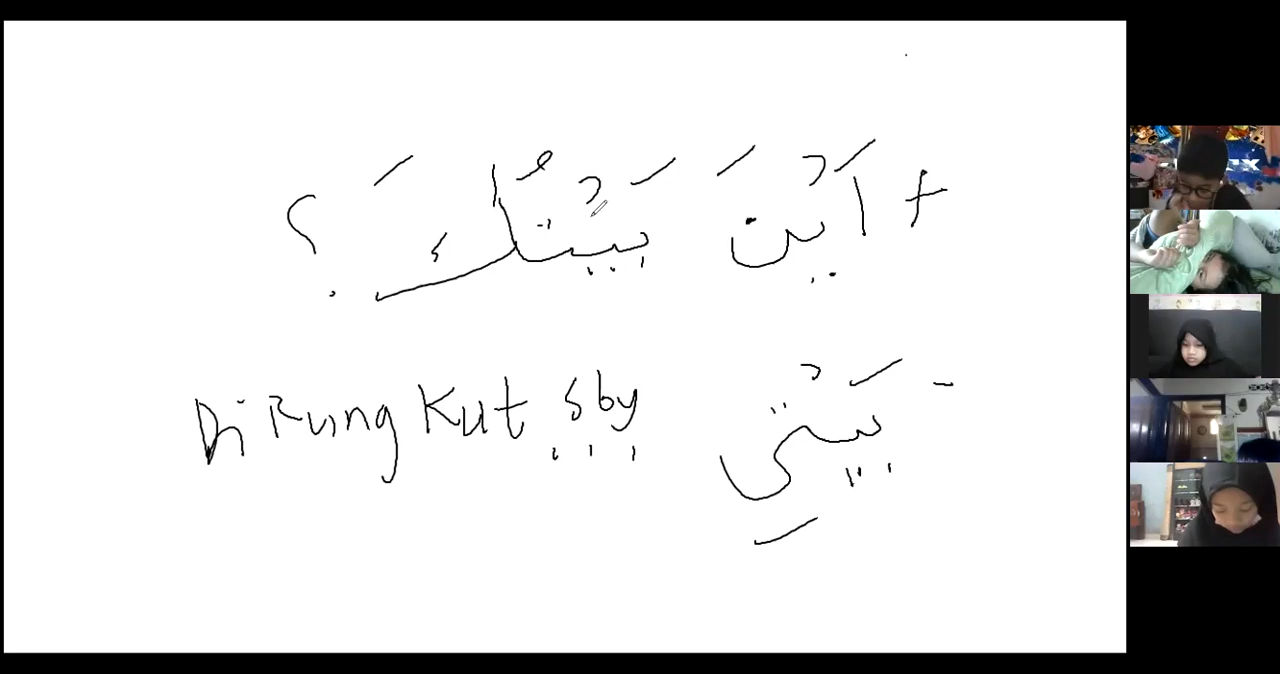 + اَيْنَ بَيْتُكَ ؟
- بَيْتِي Di Rungkut Sby